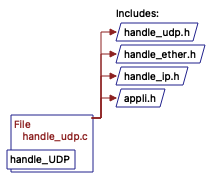 Includes:
handle_udp.h
handle_ether.h
handle_ip.h
appli.h
File
handle_udp.c
handle_UDP